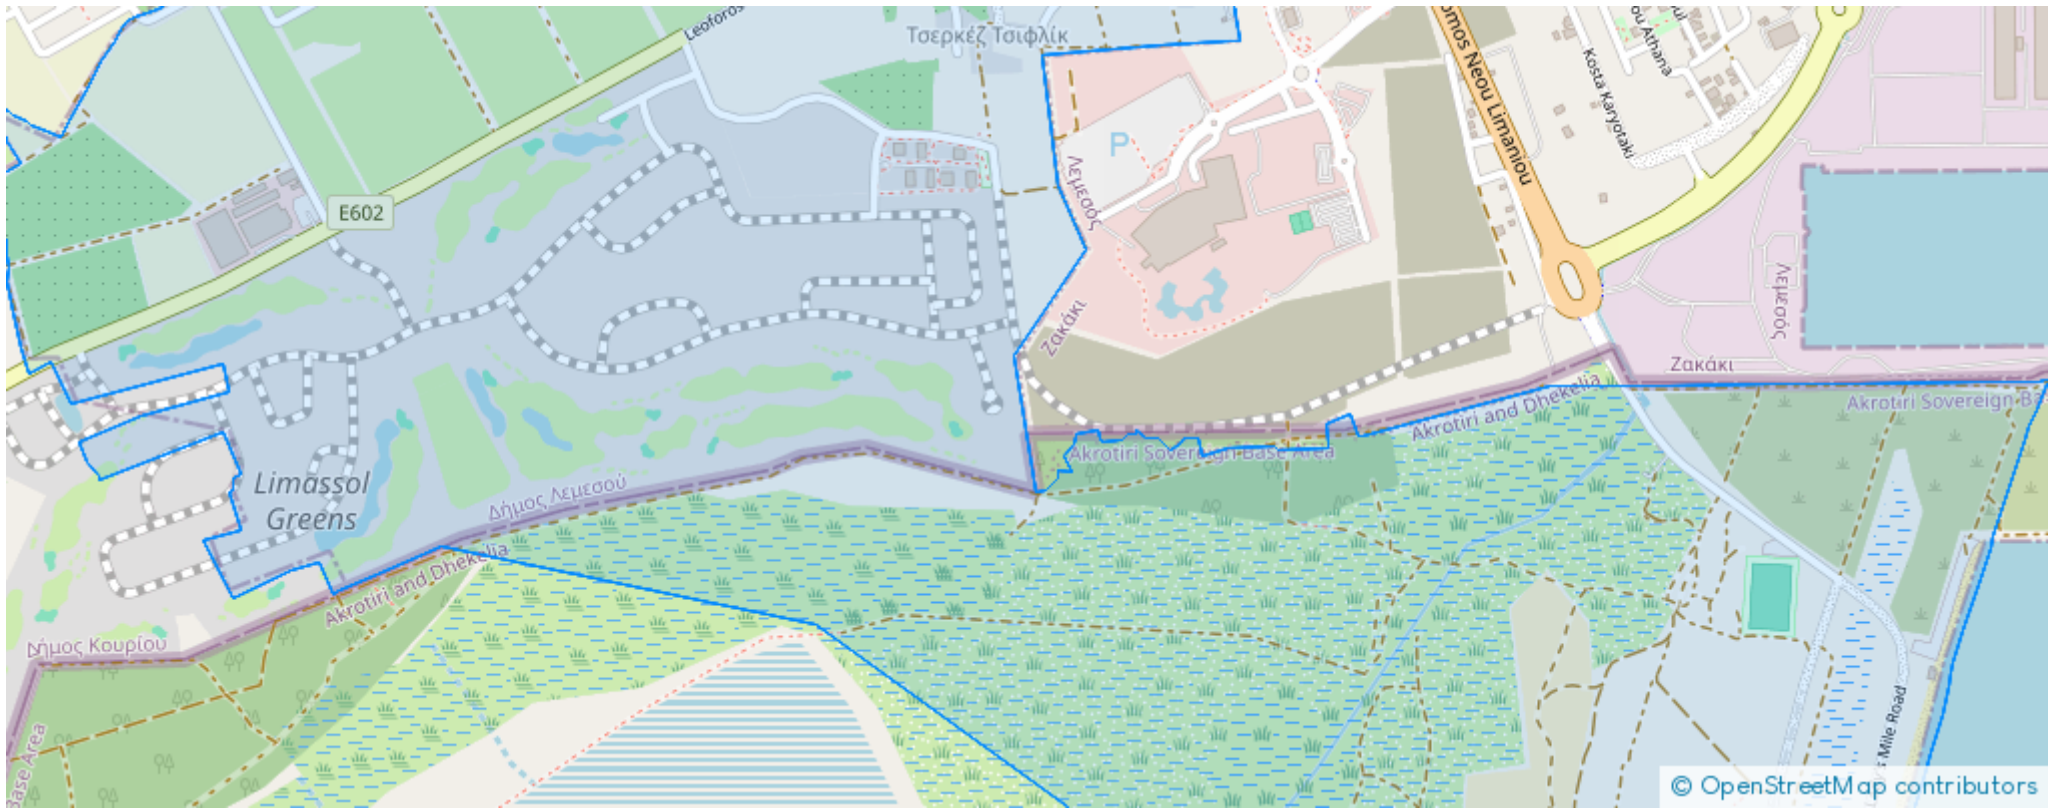 Leoforos
Τσερκέζ Τσιφλίκ
omos Neou Limaniou
ou Athana
Kosta Karyotaki
P
Λεμεσός
E602
Ζακάκι
Λεμεσός
Ζακάκι
Akrotiri and Dhekelia
Akrotiri Sovereign Ba
Akrotiri Sovereign Base Area
Limassol
Greens
Δήμος Λεμεσού
Akrotiri and Dhekelia
Δήμος Κουρίου
Base Area
s Mile Road
© OpenStreetMap contributors